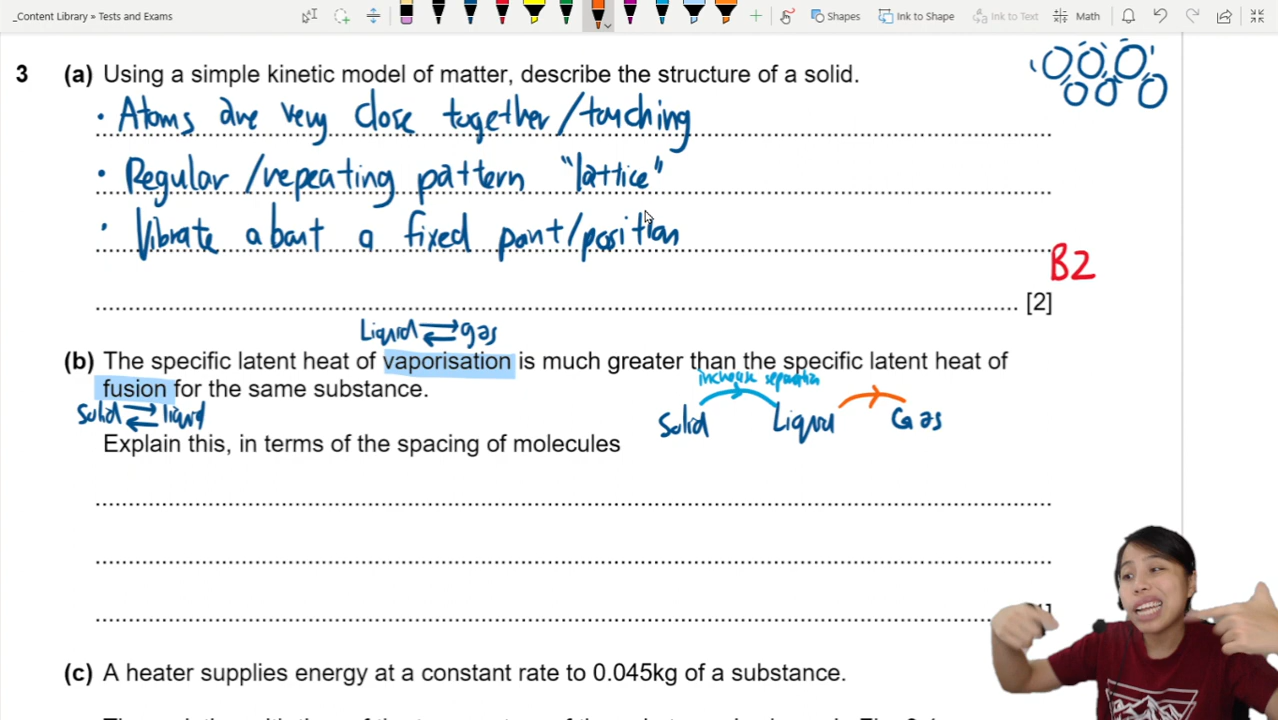 _Content Library » Tests and Exams
Shapes
Ink to Shape
Ink to Text
Math
3 (a) Using a simple kinetic model of matter, describe the structure of a solid.
• Atoms are very close together/touching
• Regular/repeating pattern "lattice"
• Vibrate about a fixed point/position
B2
[2]
Liquid ⇄ gas
(b) The specific latent heat of vaporisation is much greater than the specific latent heat of
increase separation
fusion for the same substance.
Solid ⇄ liquid
Solid Liquid Gas
Explain this, in terms of the spacing of molecules
(c) A heater supplies energy at a constant rate to 0.045kg of a substance.